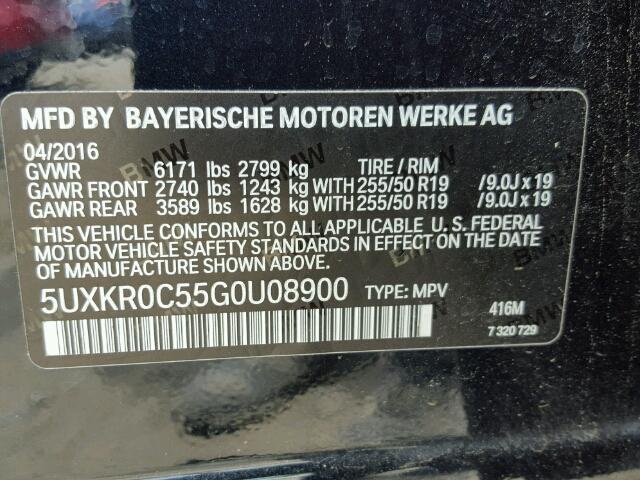 MFD BY BAYERISCHE MOTOREN WERKE AG
04/2016
GVWR 6171 lbs 2799 kg TIRE / RIM
GAWR FRONT 2740 lbs 1243 kg WITH 255/50 R19 /9.0J x 19
GAWR REAR 3589 lbs 1628 kg WITH 255/50 R19 /9.0J x 19
THIS VEHICLE CONFORMS TO ALL APPLICABLE U. S. FEDERAL
MOTOR VEHICLE SAFETY STANDARDS IN EFFECT ON THE DATE
OF MANUFACTURE SHOWN ABOVE.
5UXKR0C55G0U08900 TYPE: MPV
416M
7 320 729